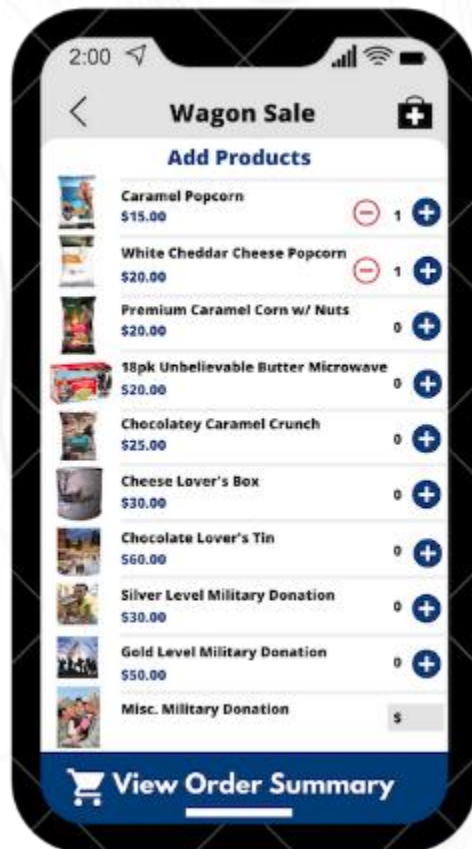 2:00
Wagon Sale
Add Products
Caramel Popcorn
$15.00
1
White Cheddar Cheese Popcorn
$20.00
1
Premium Caramel Corn w/ Nuts
$20.00
0
18pk Unbelievable Butter Microwave
$20.00
0
Chocolatey Caramel Crunch
$25.00
0
Cheese Lover's Box
$30.00
0
Chocolate Lover's Tin
$60.00
0
Silver Level Military Donation
$30.00
0
Gold Level Military Donation
$50.00
0
Misc. Military Donation
$
View Order Summary